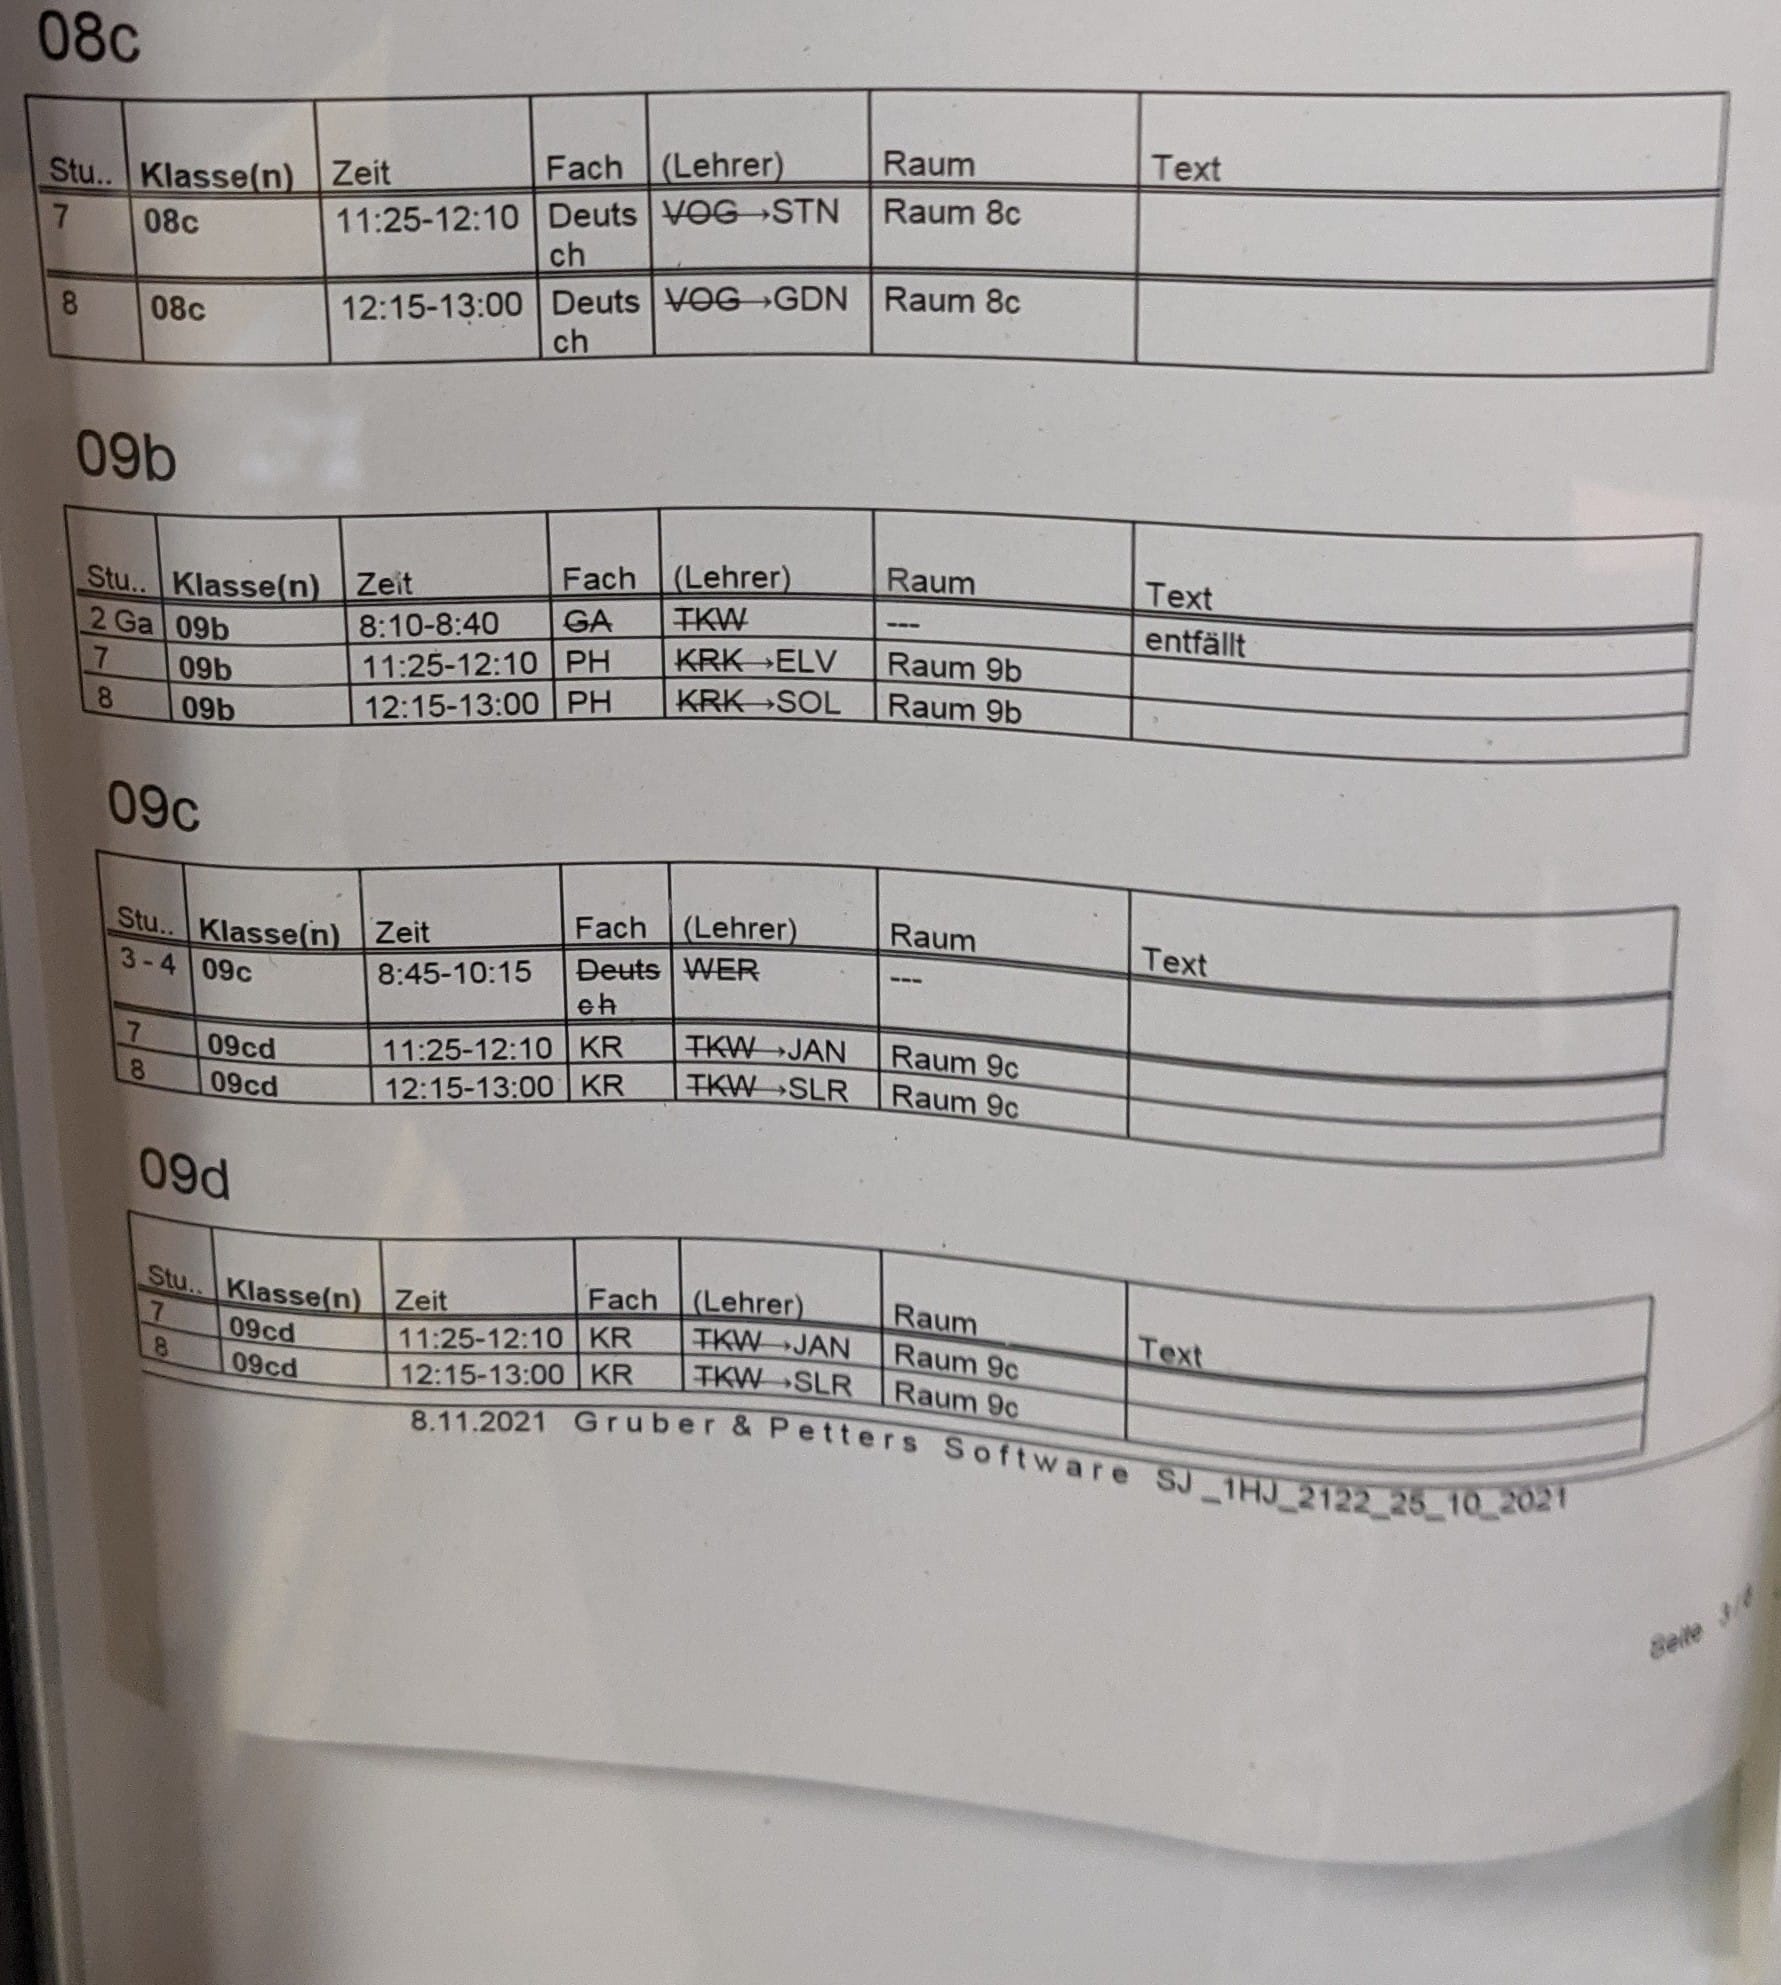 08c
Stu.. Klasse(n) Zeit Fach (Lehrer) Raum Text
7 08c 11:25-12:10 Deuts VOG→STN Raum 8c
ch
8 08c 12:15-13:00 Deuts VOG→GDN Raum 8c
ch
09b
Stu.. Klasse(n) Zeit Fach (Lehrer) Raum Text
2 Ga 09b 8:10-8:40 GA TKW --- entfällt
7 09b 11:25-12:10 PH KRK→ELV Raum 9b
8 09b 12:15-13:00 PH KRK→SOL Raum 9b
09c
Stu.. Klasse(n) Zeit Fach (Lehrer) Raum Text
3 - 4 09c 8:45-10:15 Deuts WER ---
ch
7 09cd 11:25-12:10 KR TKW→JAN Raum 9c
8 09cd 12:15-13:00 KR TKW→SLR Raum 9c
09d
Stu.. Klasse(n) Zeit Fach (Lehrer) Raum Text
7 09cd 11:25-12:10 KR TKW→JAN Raum 9c
8 09cd 12:15-13:00 KR TKW→SLR Raum 9c
8.11.2021 Gruber & Petters Software SJ_1HJ_2122_25_10_2021
Seite